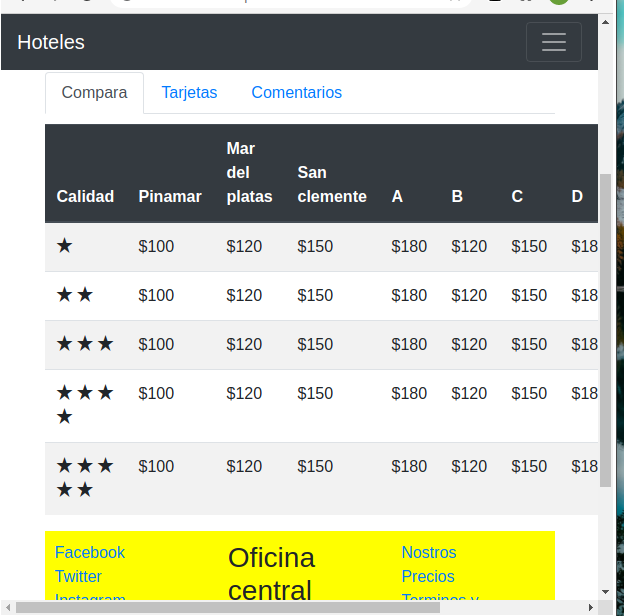 Hoteles
Compara Tarjetas Comentarios
Mar
del San
Calidad Pinamar platas clemente A B C D
★ $100 $120 $150 $180 $120 $150 $18
★★ $100 $120 $150 $180 $120 $150 $18
★★★ $100 $120 $150 $180 $120 $150 $18
★★★ $100 $120 $150 $180 $120 $150 $18
★
★★★ $100 $120 $150 $180 $120 $150 $18
★★
Facebook Oficina Nostros
Twitter central Precios
Instagram Terminos y